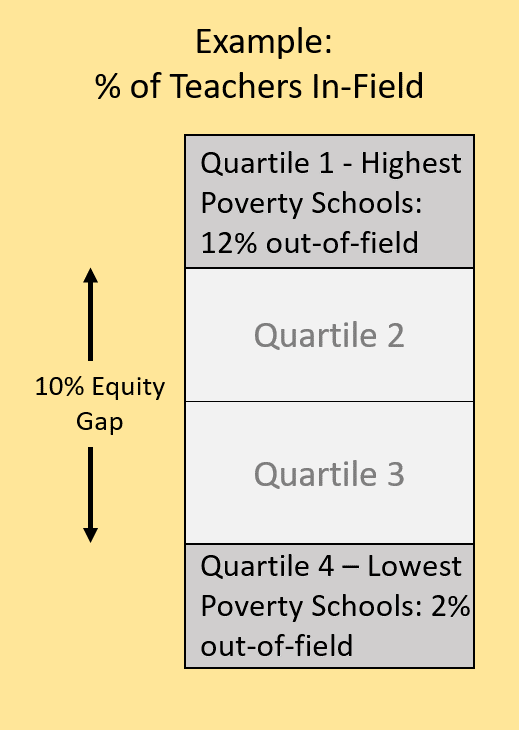 Example:
% of Teachers In-Field
Quartile 1 - Highest
Poverty Schools:
12% out-of-field
Quartile 2
10% Equity
Gap
Quartile 3
Quartile 4 – Lowest
Poverty Schools: 2%
out-of-field